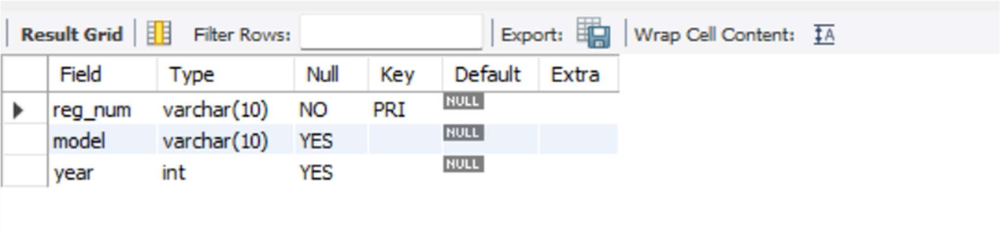 Result Grid Filter Rows: Export: Wrap Cell Content: A
Field Type Null Key Default Extra
reg_num varchar(10) NO PRI NULL
model varchar(10) YES NULL
year int YES NULL